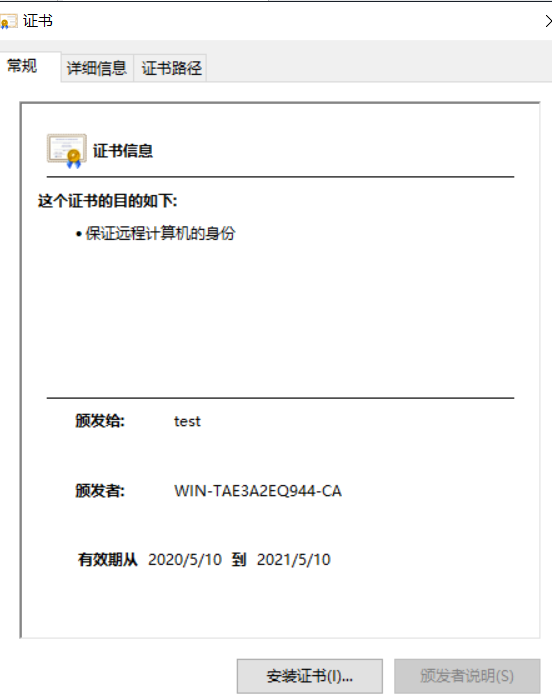 证书
常规 详细信息 证书路径
证书信息
这个证书的目的如下:
• 保证远程计算机的身份
颁发给: test
颁发者: WIN-TAE3A2EQ944-CA
有效期从 2020/5/10 到 2021/5/10
安装证书(I)... 颁发者说明(S)